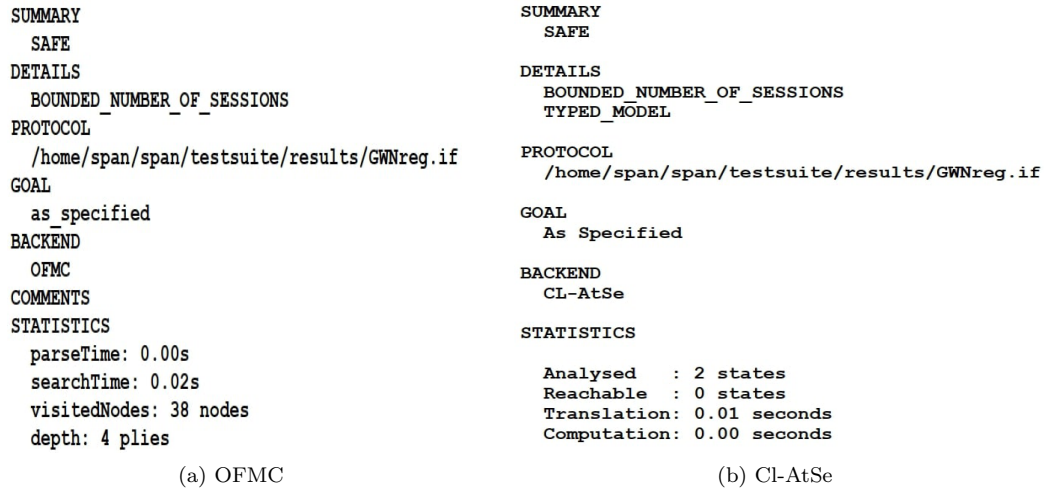 SUMMARY
SAFE
DETAILS
BOUNDED_NUMBER_OF_SESSIONS
PROTOCOL
/home/span/span/testsuite/results/GWNreg.if
GOAL
as_specified
BACKEND
OFMC
COMMENTS
STATISTICS
parseTime: 0.00s
searchTime: 0.02s
visitedNodes: 38 nodes
depth: 4 plies
(a) OFMC
SUMMARY
SAFE
DETAILS
BOUNDED_NUMBER_OF_SESSIONS
TYPED_MODEL
PROTOCOL
/home/span/span/testsuite/results/GWNreg.if
GOAL
As Specified
BACKEND
CL-AtSe
STATISTICS
Analysed : 2 states
Reachable : 0 states
Translation: 0.01 seconds
Computation: 0.00 seconds
(b) Cl-AtSe